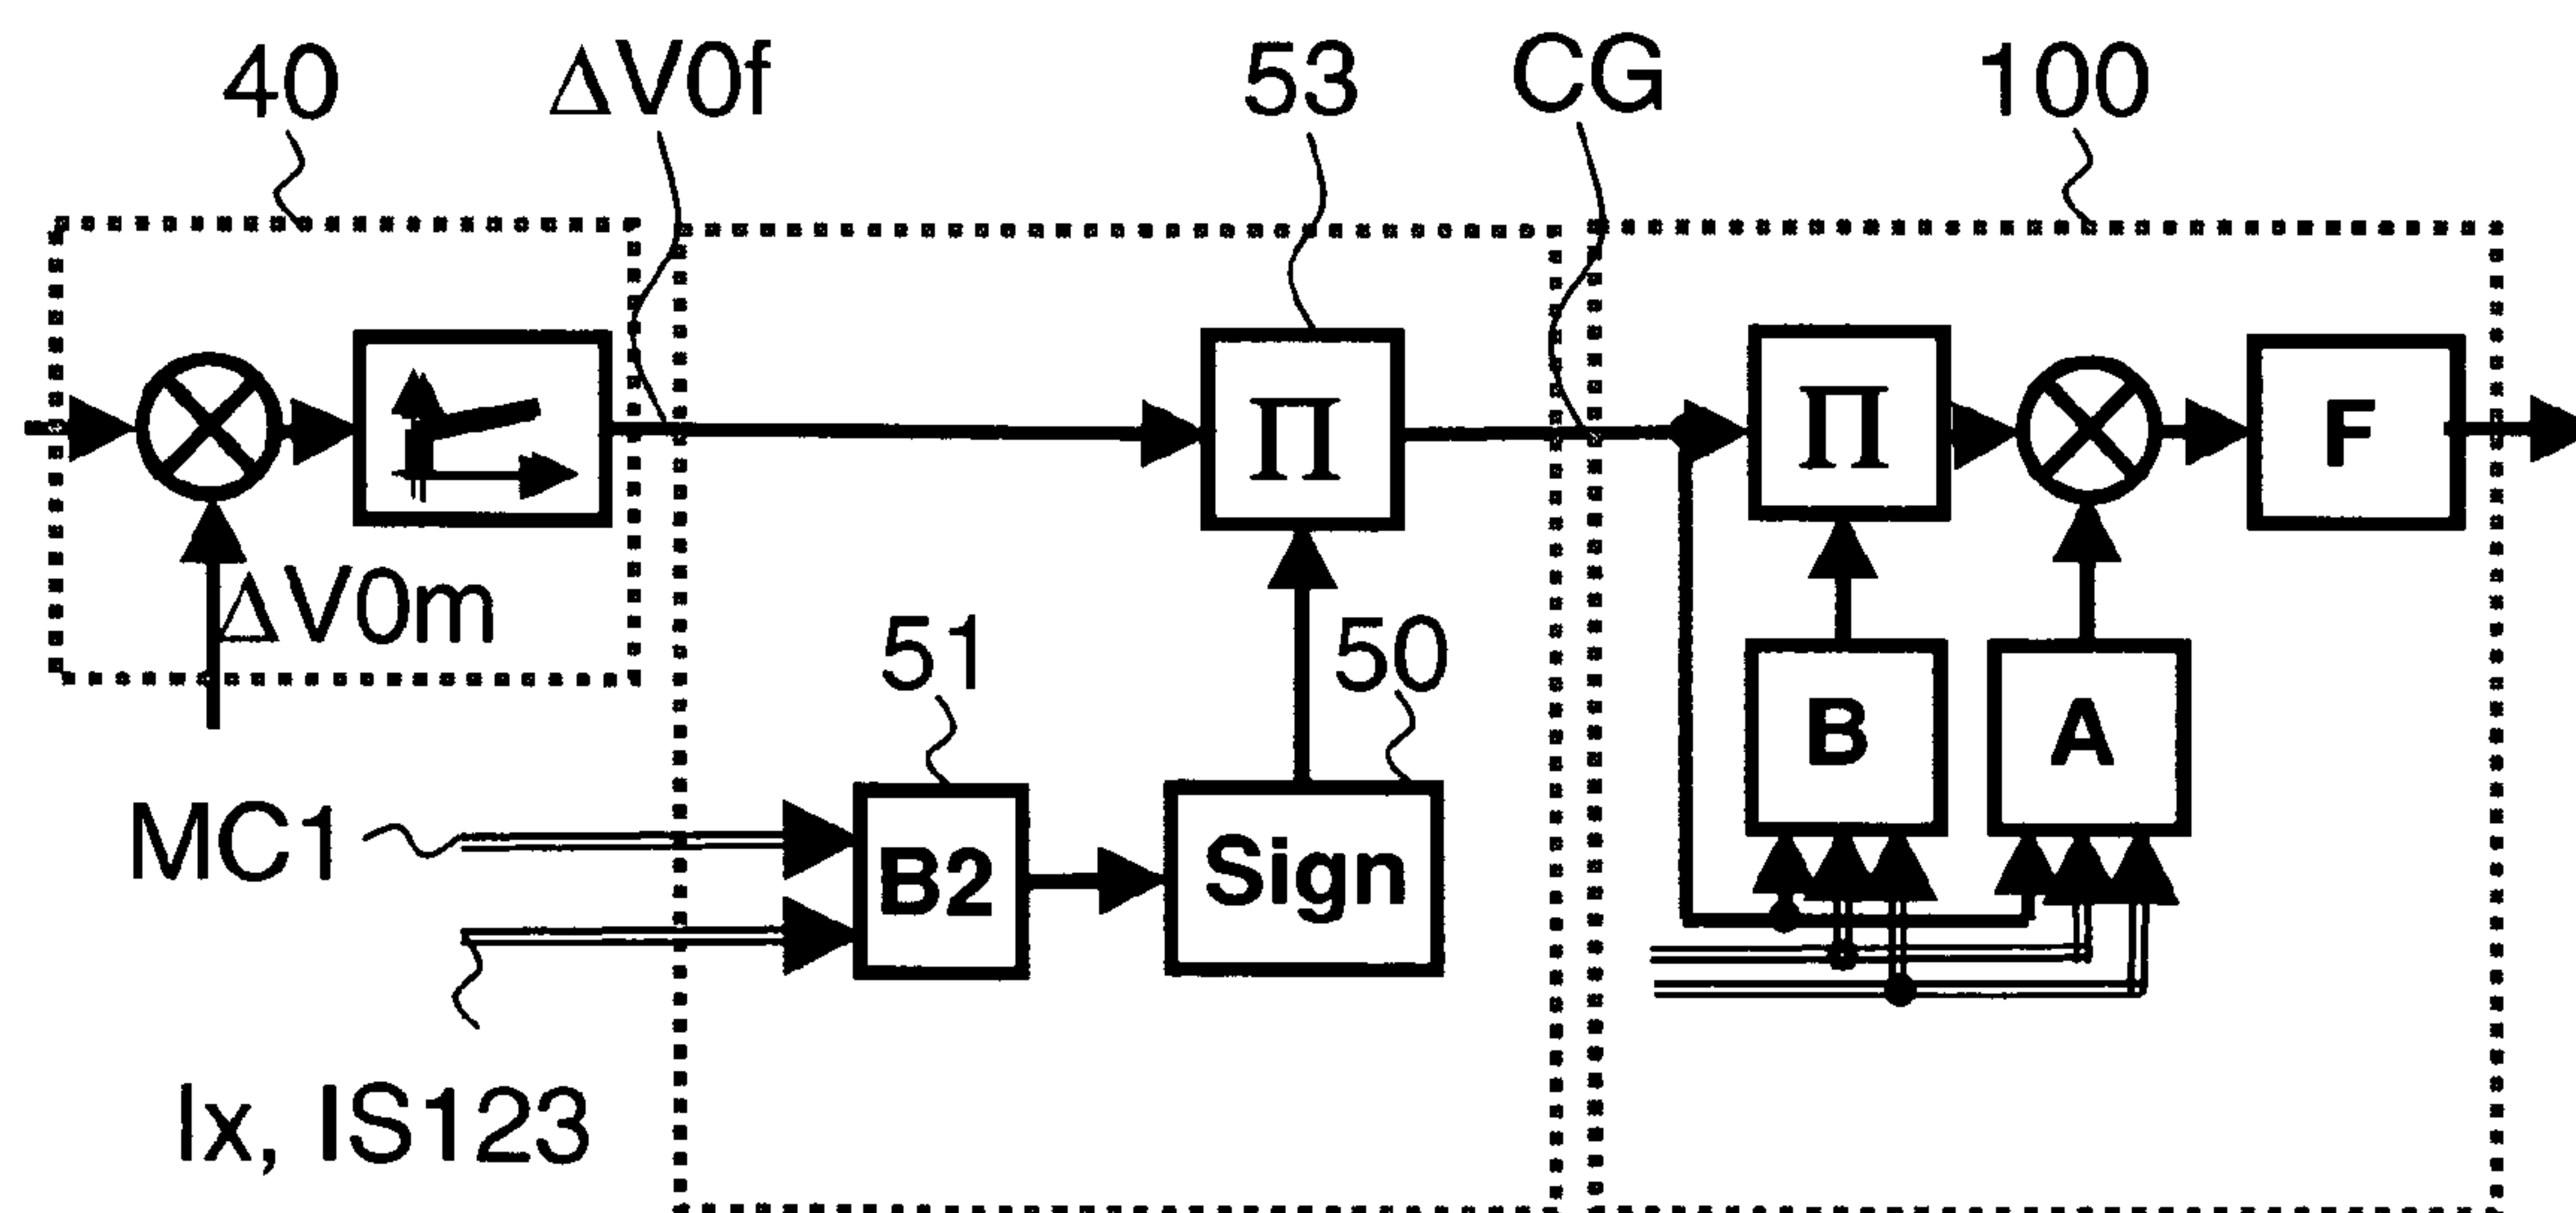 40 ΔV0f 53 CG 100
Π Π F
ΔV0m
51 50
B A
MC1 B2 Sign
Ix, IS123